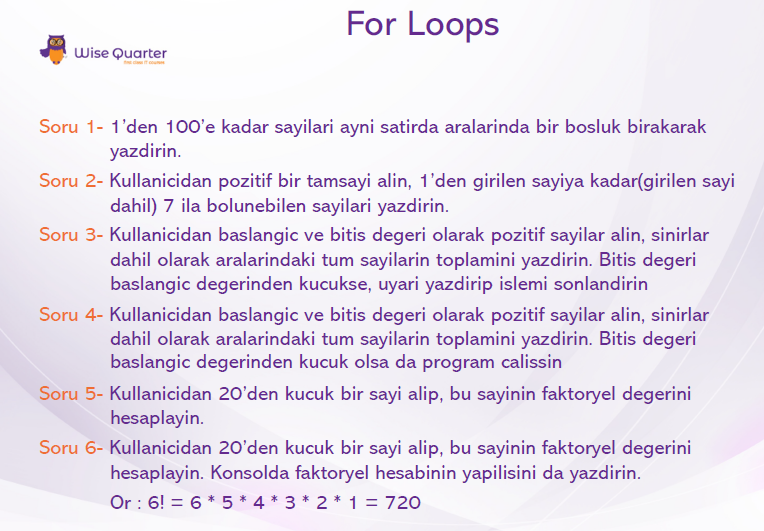 For Loops
Wise Quarter
Soru 1- 1'den 100'e kadar sayilari ayni satirda aralarinda bir bosluk birakarak
yazdirin.
Soru 2- Kullanicidan pozitif bir tamsayi alin, 1'den girilen sayiya kadar(girilen sayi
dahil) 7 ila bolunebilen sayilari yazdirin.
Soru 3- Kullanicidan baslangic ve bitis degeri olarak pozitif sayilar alin, sinirlar
dahil olarak aralarindaki tum sayilarin toplamini yazdirin. Bitis degeri
baslangic degerinden kucukse, uyari yazdirip islemi sonlandirin
Soru 4- Kullanicidan baslangic ve bitis degeri olarak pozitif sayilar alin, sinirlar
dahil olarak aralarindaki tum sayilarin toplamini yazdirin. Bitis degeri
baslangic degerinden kucuk olsa da program calissin
Soru 5- Kullanicidan 20'den kucuk bir sayi alip, bu sayinin faktoryel degerini
hesaplayin.
Soru 6- Kullanicidan 20'den kucuk bir sayi alip, bu sayinin faktoryel degerini
hesaplayin. Konsolda faktoryel hesabinin yapilisini da yazdirin.
Or : 6! = 6 * 5 * 4 * 3 * 2 * 1 = 720